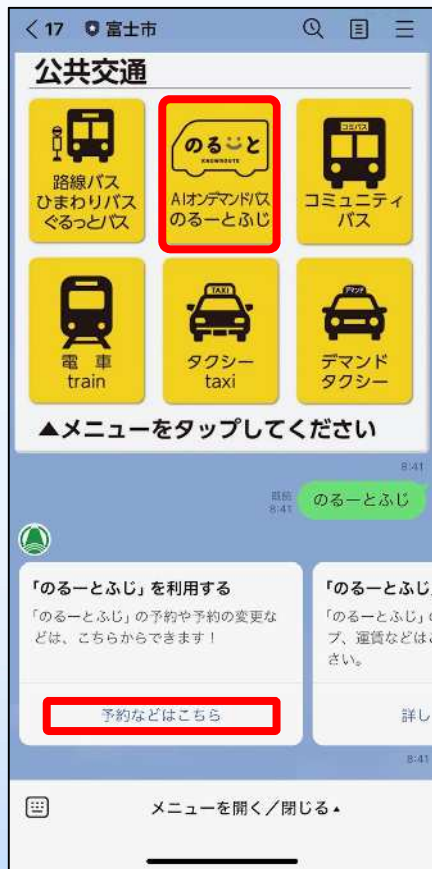 17 富士市
公共交通
路線バス
ひまわりバス
ぐるっとバス
のるーと
KNOWROUTE
AIオンデマンドバス
のるーとふじ
コミバス
コミュニティ
バス
電車
train
TAXI
タクシー
taxi
デマンド
デマンド
タクシー
▲メニューをタップしてください
8:41
既読
8:41
のるーとふじ
「のるーとふじ」を利用する
「のるーとふじ」の予約や予約の変更な
どは、こちらからできます！
予約などはこちら
「のるーとふじ」
「のるーとふじ」の
プ、運賃などはこ
さい。
詳し
8:41
メニューを開く／閉じる▲